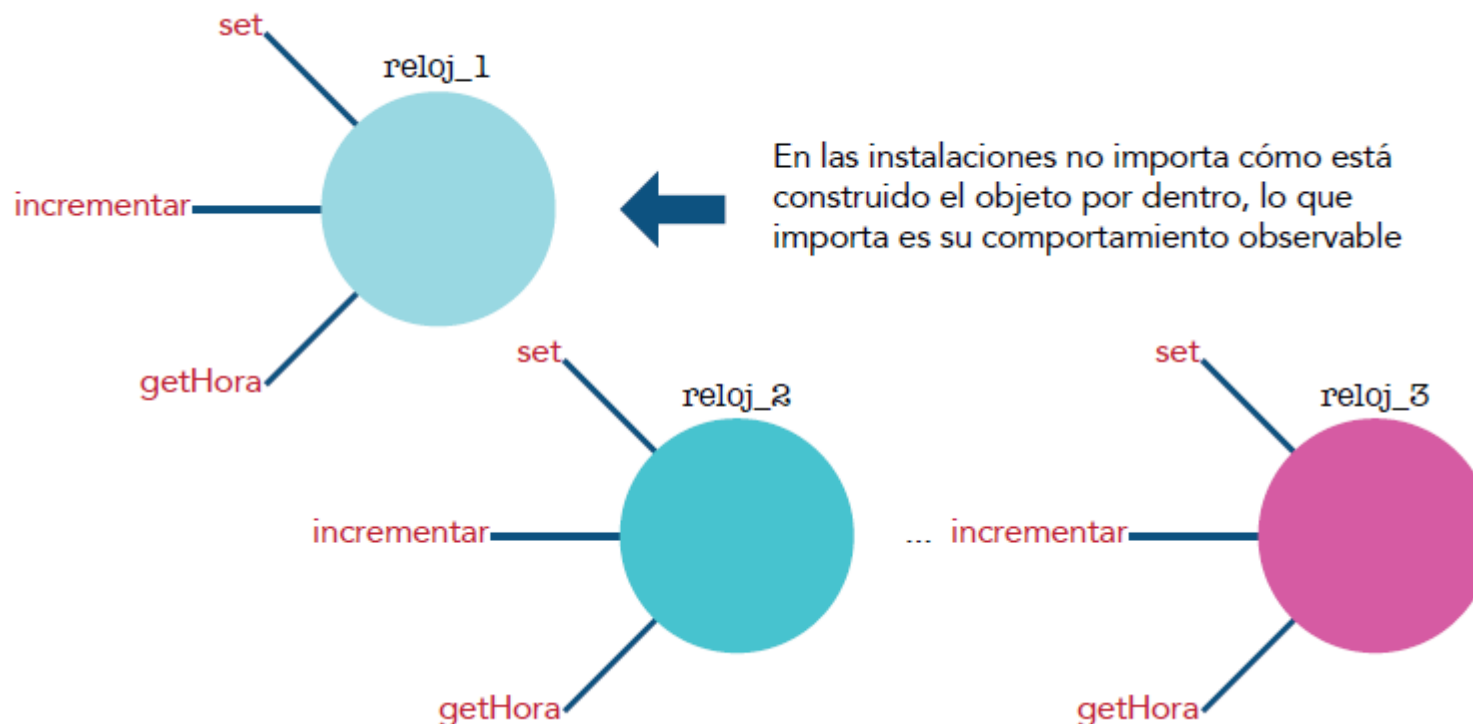 set
reloj_1
incrementar
getHora
En las instalaciones no importa cómo está
construido el objeto por dentro, lo que
importa es su comportamiento observable
set
reloj_2
incrementar
getHora
...
set
reloj_3
incrementar
getHora